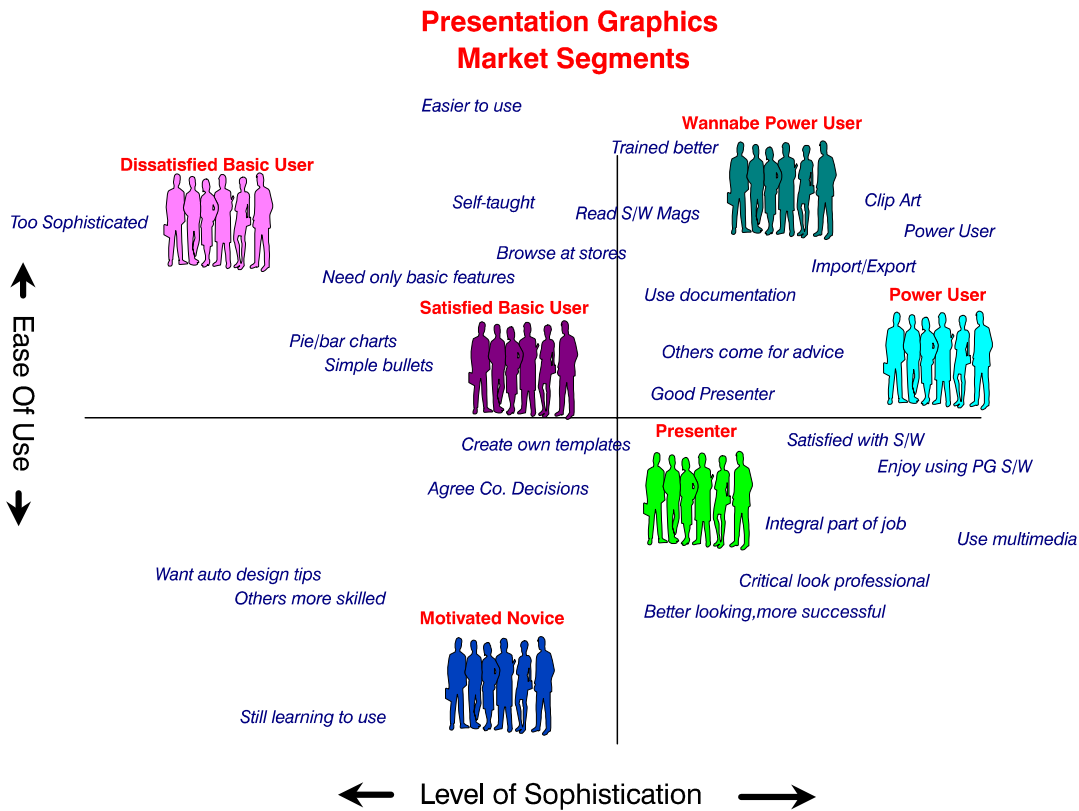 Presentation Graphics
Market Segments
Easier to use
Wannabe Power User
Trained better
Dissatisfied Basic User
Clip Art
Self-taught
Read S/W Mags
Too Sophisticated
Power User
Browse at stores
Import/Export
Need only basic features
Use documentation
Power User
Satisfied Basic User
Pie/bar charts
Others come for advice
Simple bullets
Good Presenter
Ease Of Use
Presenter
Satisfied with S/W
Create own templates
Enjoy using PG S/W
Agree Co. Decisions
Integral part of job
Use multimedia
Want auto design tips
Critical look professional
Others more skilled
Better looking,more successful
Motivated Novice
Still learning to use
Level of Sophistication